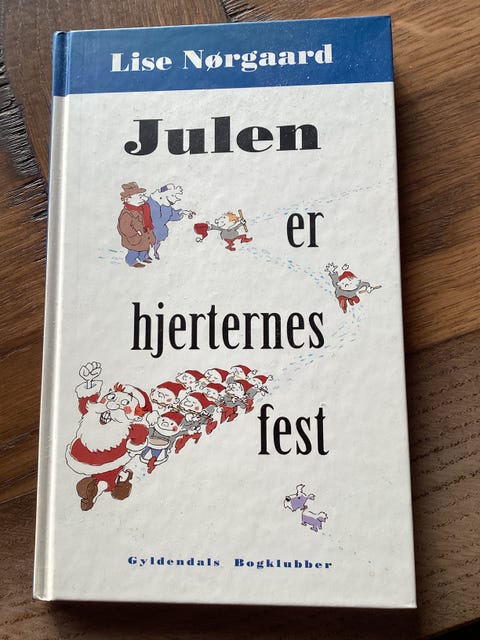 Lise Nørgaard
Julen
er
hjerternes
fest
Gyldendals Bogklubber